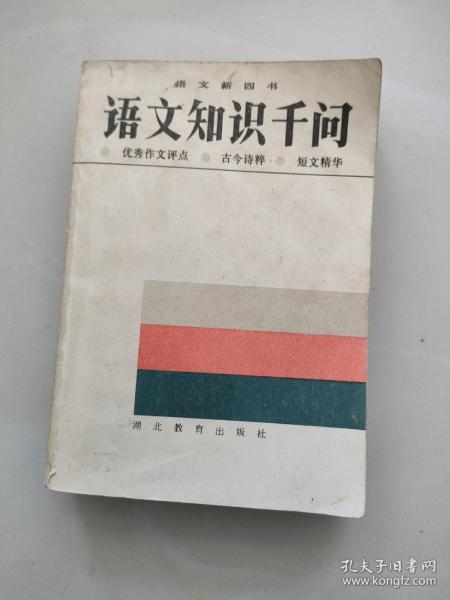 语文新四书
语文知识千问
优秀作文评点 古今诗粹 短文精华
湖北教育出版社
孔夫子旧书网
www.kongfz.com